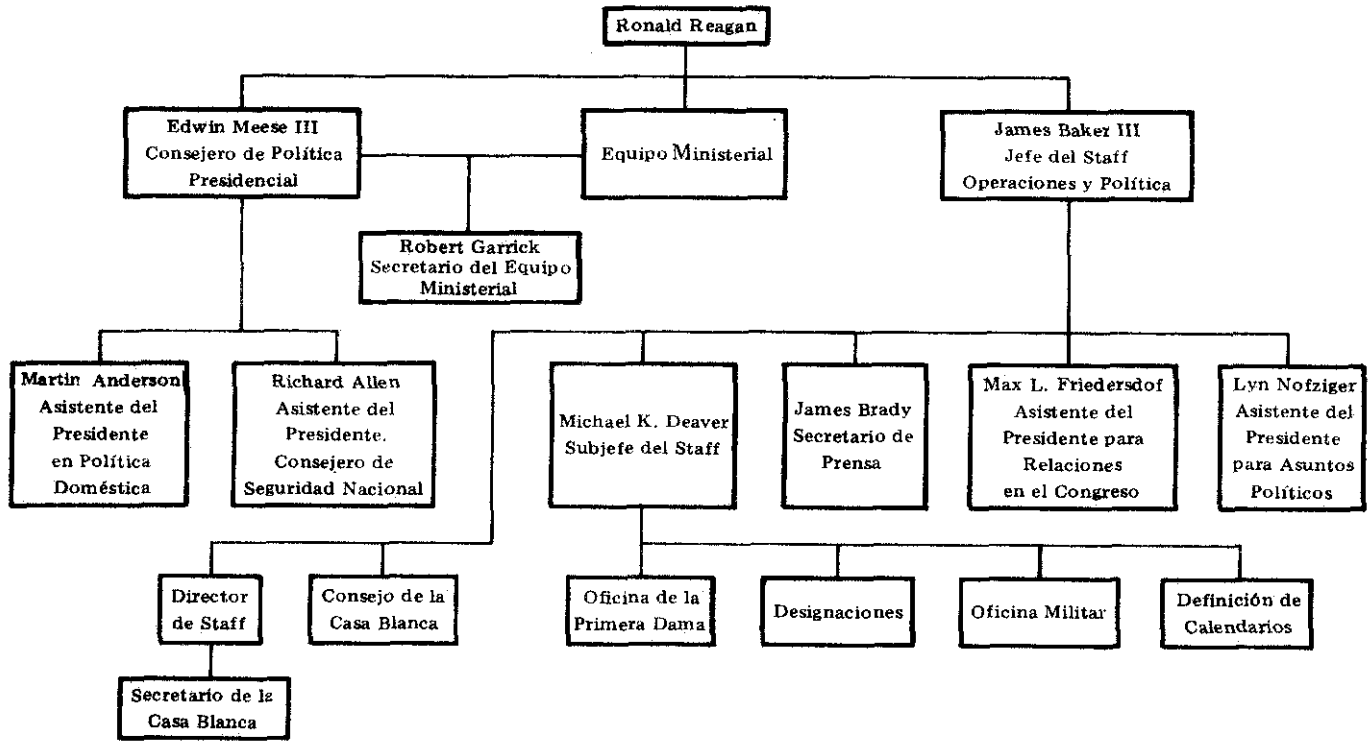 Ronald Reagan
Edwin Meese III
Consejero de Política
Presidencial
Equipo Ministerial
James Baker III
Jefe del Staff
Operaciones y Política
Robert Garrick
Secretario del Equipo
Ministerial
Martin Anderson
Asistente del
Presidente
en Política
Doméstica
Richard Allen
Asistente del
Presidente.
Consejero de
Seguridad Nacional
Michael K. Deaver
Subjefe del Staff
James Brady
Secretario de
Prensa
Max L. Friedersdof
Asistente del
Presidente para
Relaciones
en el Congreso
Lyn Nofziger
Asistente del
Presidente
para Asuntos
Políticos
Director
de Staff
Consejo de la
Casa Blanca
Oficina de la
Primera Dama
Designaciones
Oficina Militar
Definición de
Calendarios
Secretario de la
Casa Blanca